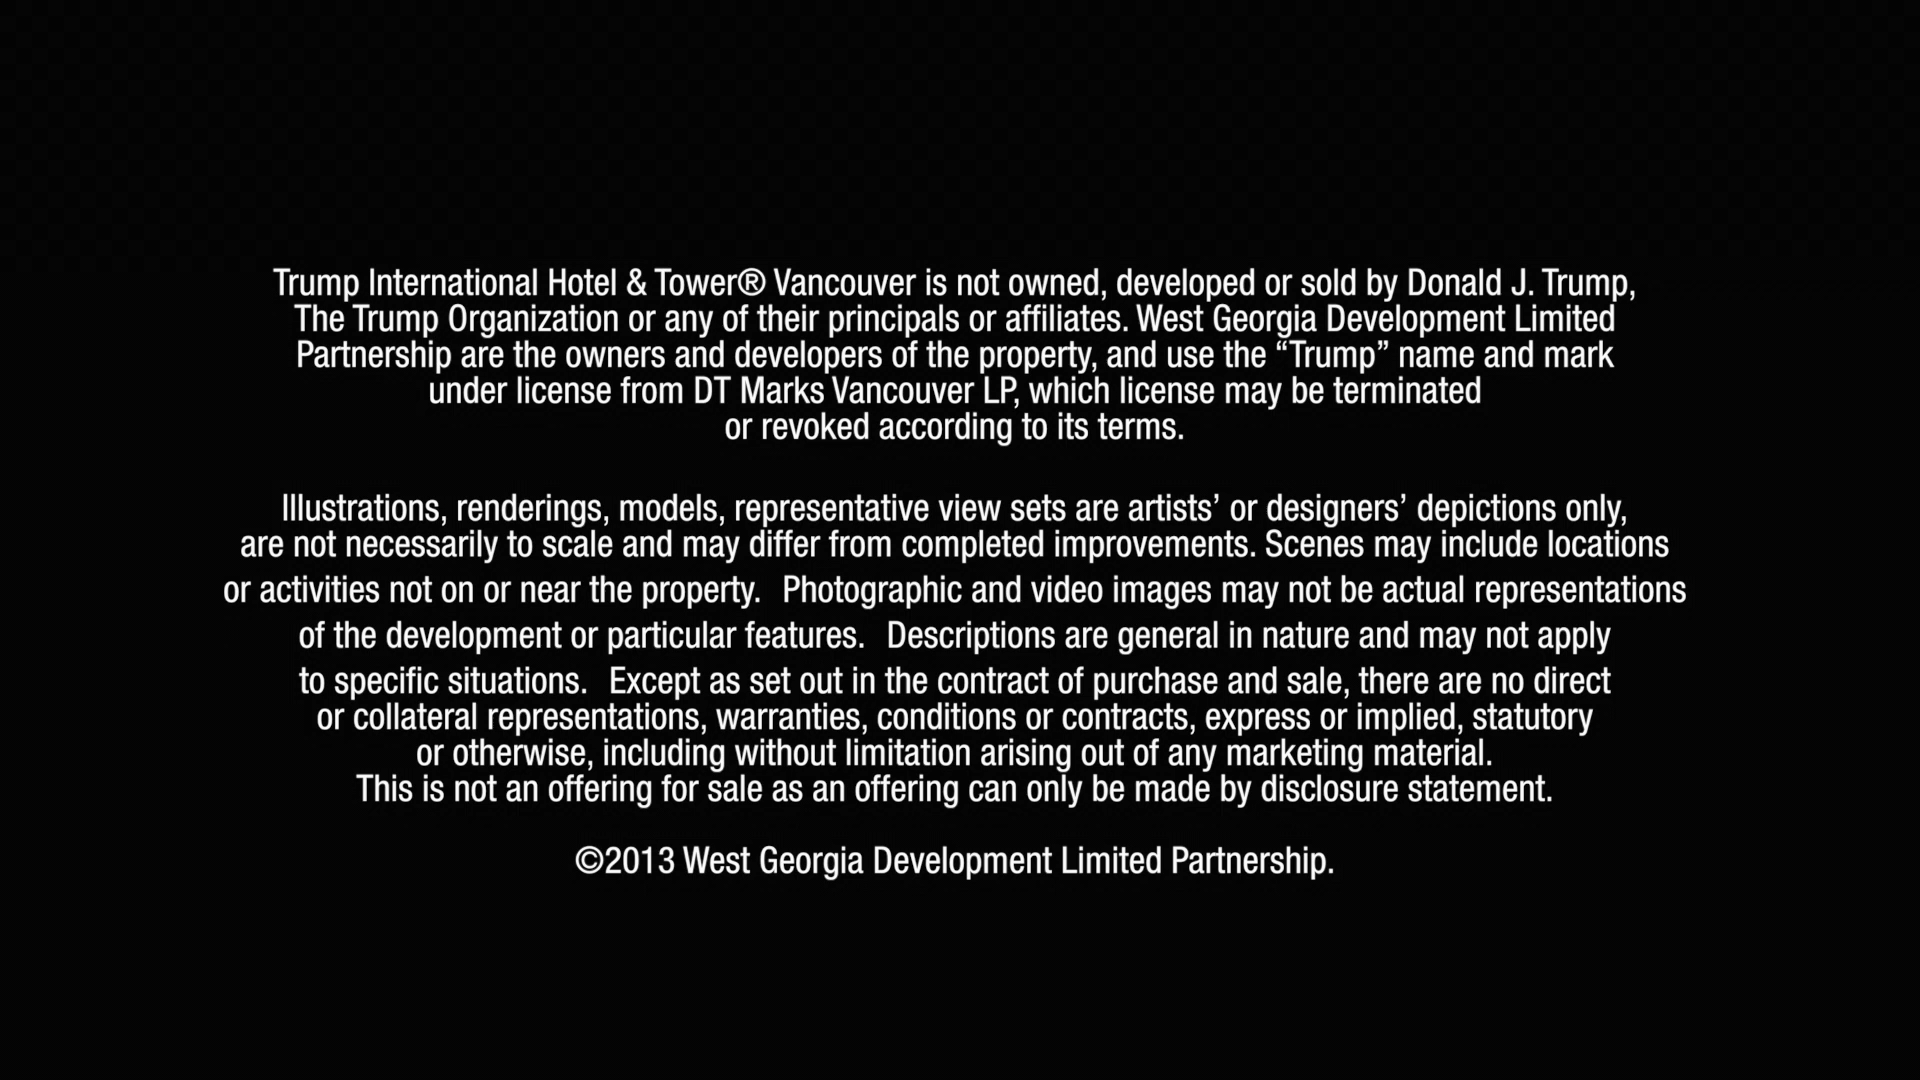 Trump International Hotel & Tower® Vancouver is not owned, developed or sold by Donald J. Trump,
The Trump Organization or any of their principals or affiliates. West Georgia Development Limited
Partnership are the owners and developers of the property, and use the “Trump” name and mark
under license from DT Marks Vancouver LP, which license may be terminated
or revoked according to its terms.
Illustrations, renderings, models, representative view sets are artists’ or designers’ depictions only,
are not necessarily to scale and may differ from completed improvements. Scenes may include locations
or activities not on or near the property. Photographic and video images may not be actual representations
of the development or particular features. Descriptions are general in nature and may not apply
to specific situations. Except as set out in the contract of purchase and sale, there are no direct
or collateral representations, warranties, conditions or contracts, express or implied, statutory
or otherwise, including without limitation arising out of any marketing material.
This is not an offering for sale as an offering can only be made by disclosure statement.
©2013 West Georgia Development Limited Partnership.